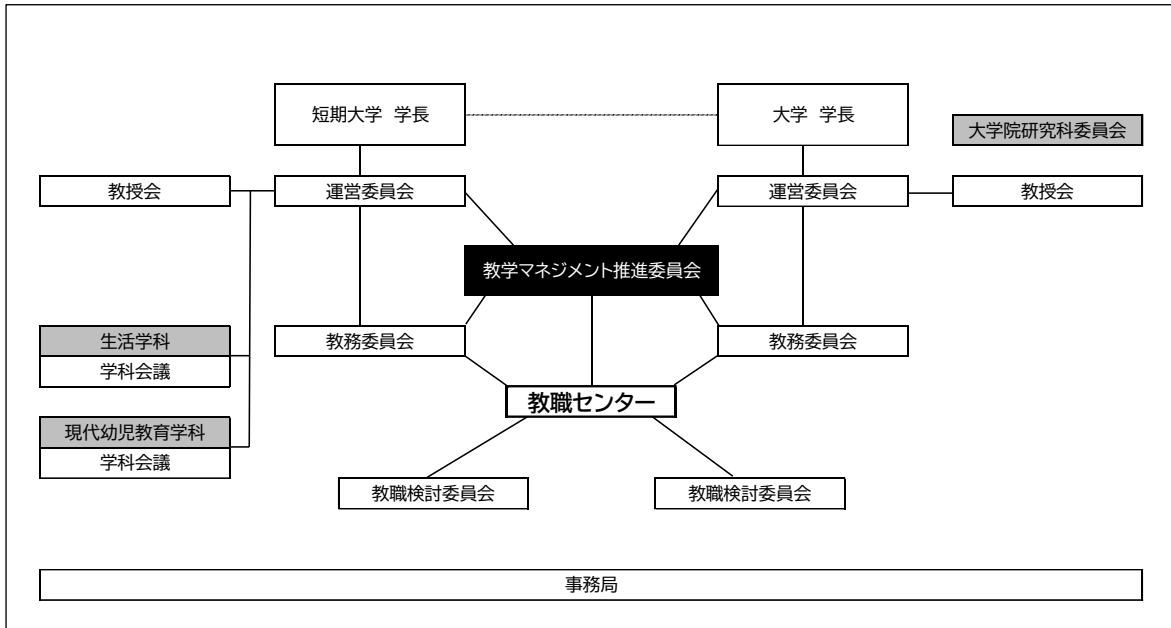 短期大学 学長
大学 学長
大学院研究科委員会
教授会
運営委員会
運営委員会
教授会
教学マネジメント推進委員会
生活学科
学科会議
教務委員会
教務委員会
教職センター
現代幼児教育学科
学科会議
教職検討委員会
教職検討委員会
事務局